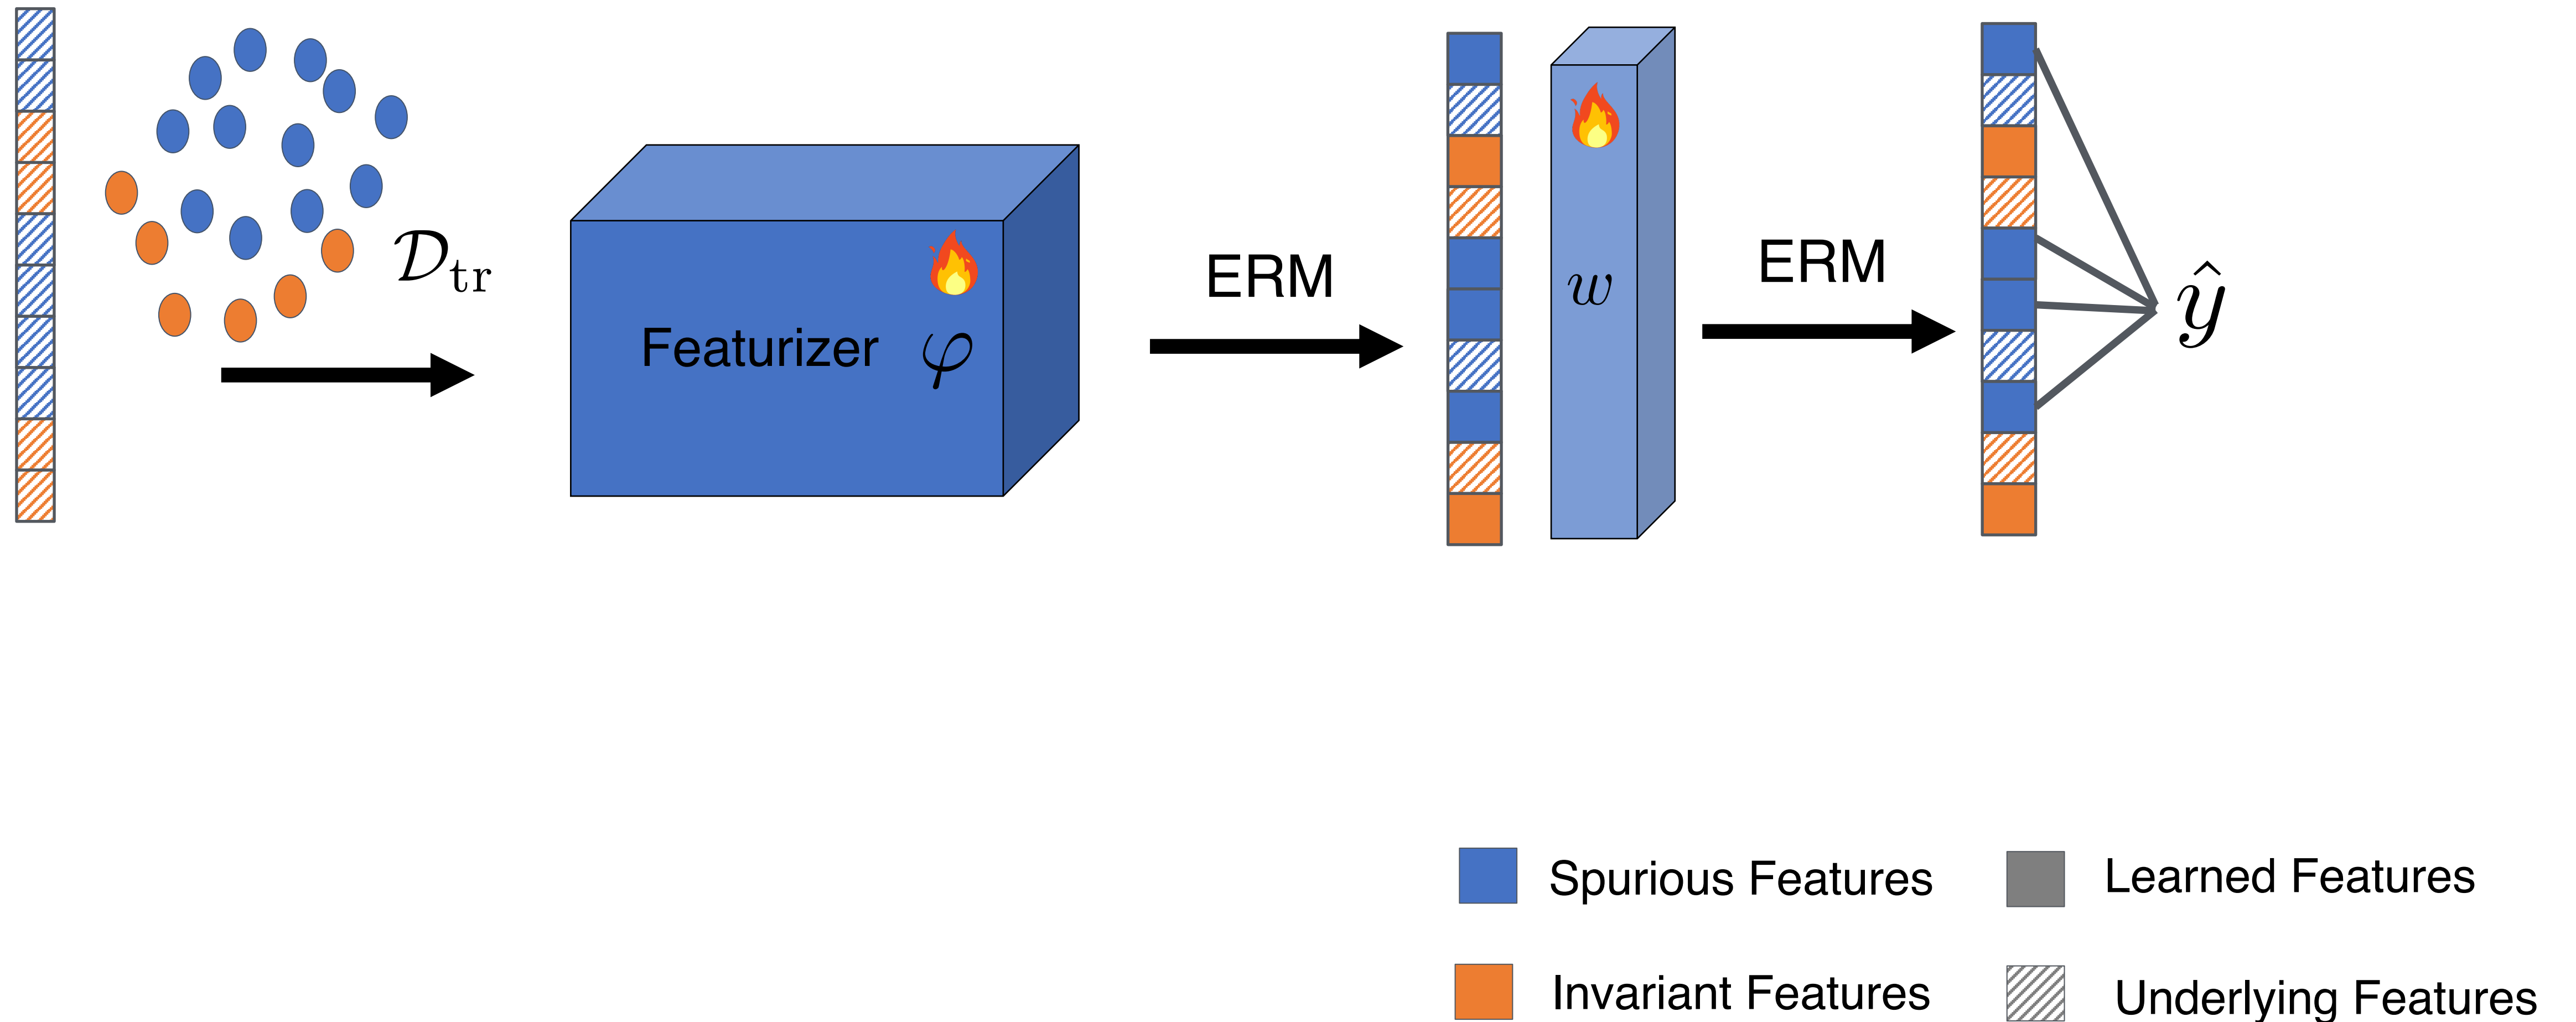 𝒟tr
Featurizer φ
ERM
w
ERM
ŷ
Spurious Features
Learned Features
Invariant Features
Underlying Features